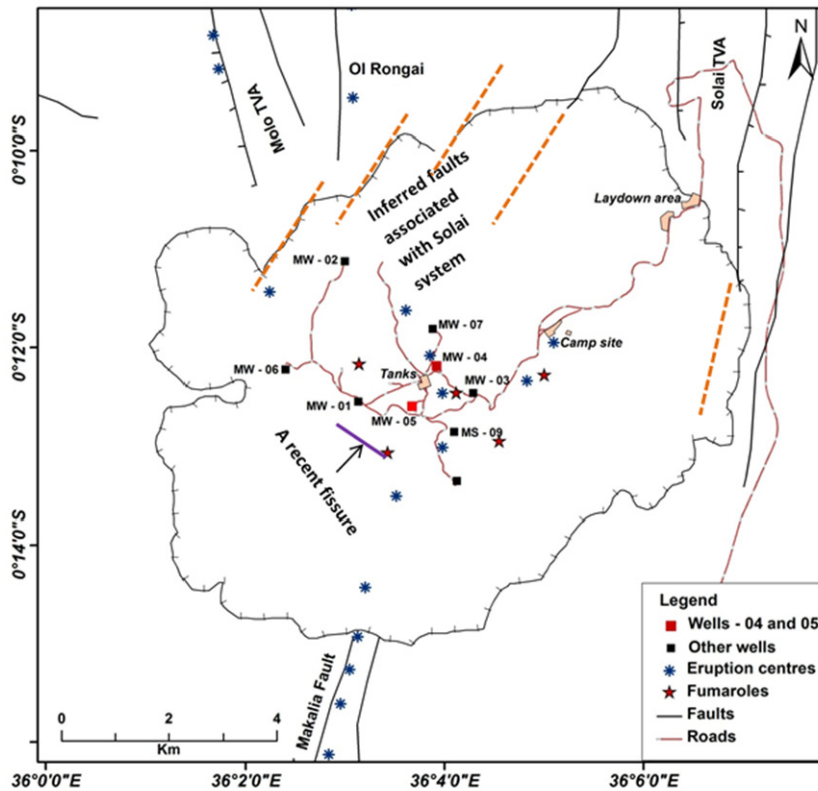 N
Ol Rongai
Molo TVA
Solai TVA
0°10'0"S
Inferred faults
associated
with Solai
system
Laydown area
MW - 02
MW - 07
0°12'0"S
MW - 04
Camp site
MW - 06
Tanks
MW - 03
MW - 01
MW - 05
MS - 09
A recent fissure
0°14'0"S
Makalia Fault
Legend
Wells - 04 and 05
Other wells
Eruption centres
Fumaroles
Faults
Roads
0 2 4
Km
36°0'0"E 36°2'0"E 36°4'0"E 36°6'0"E